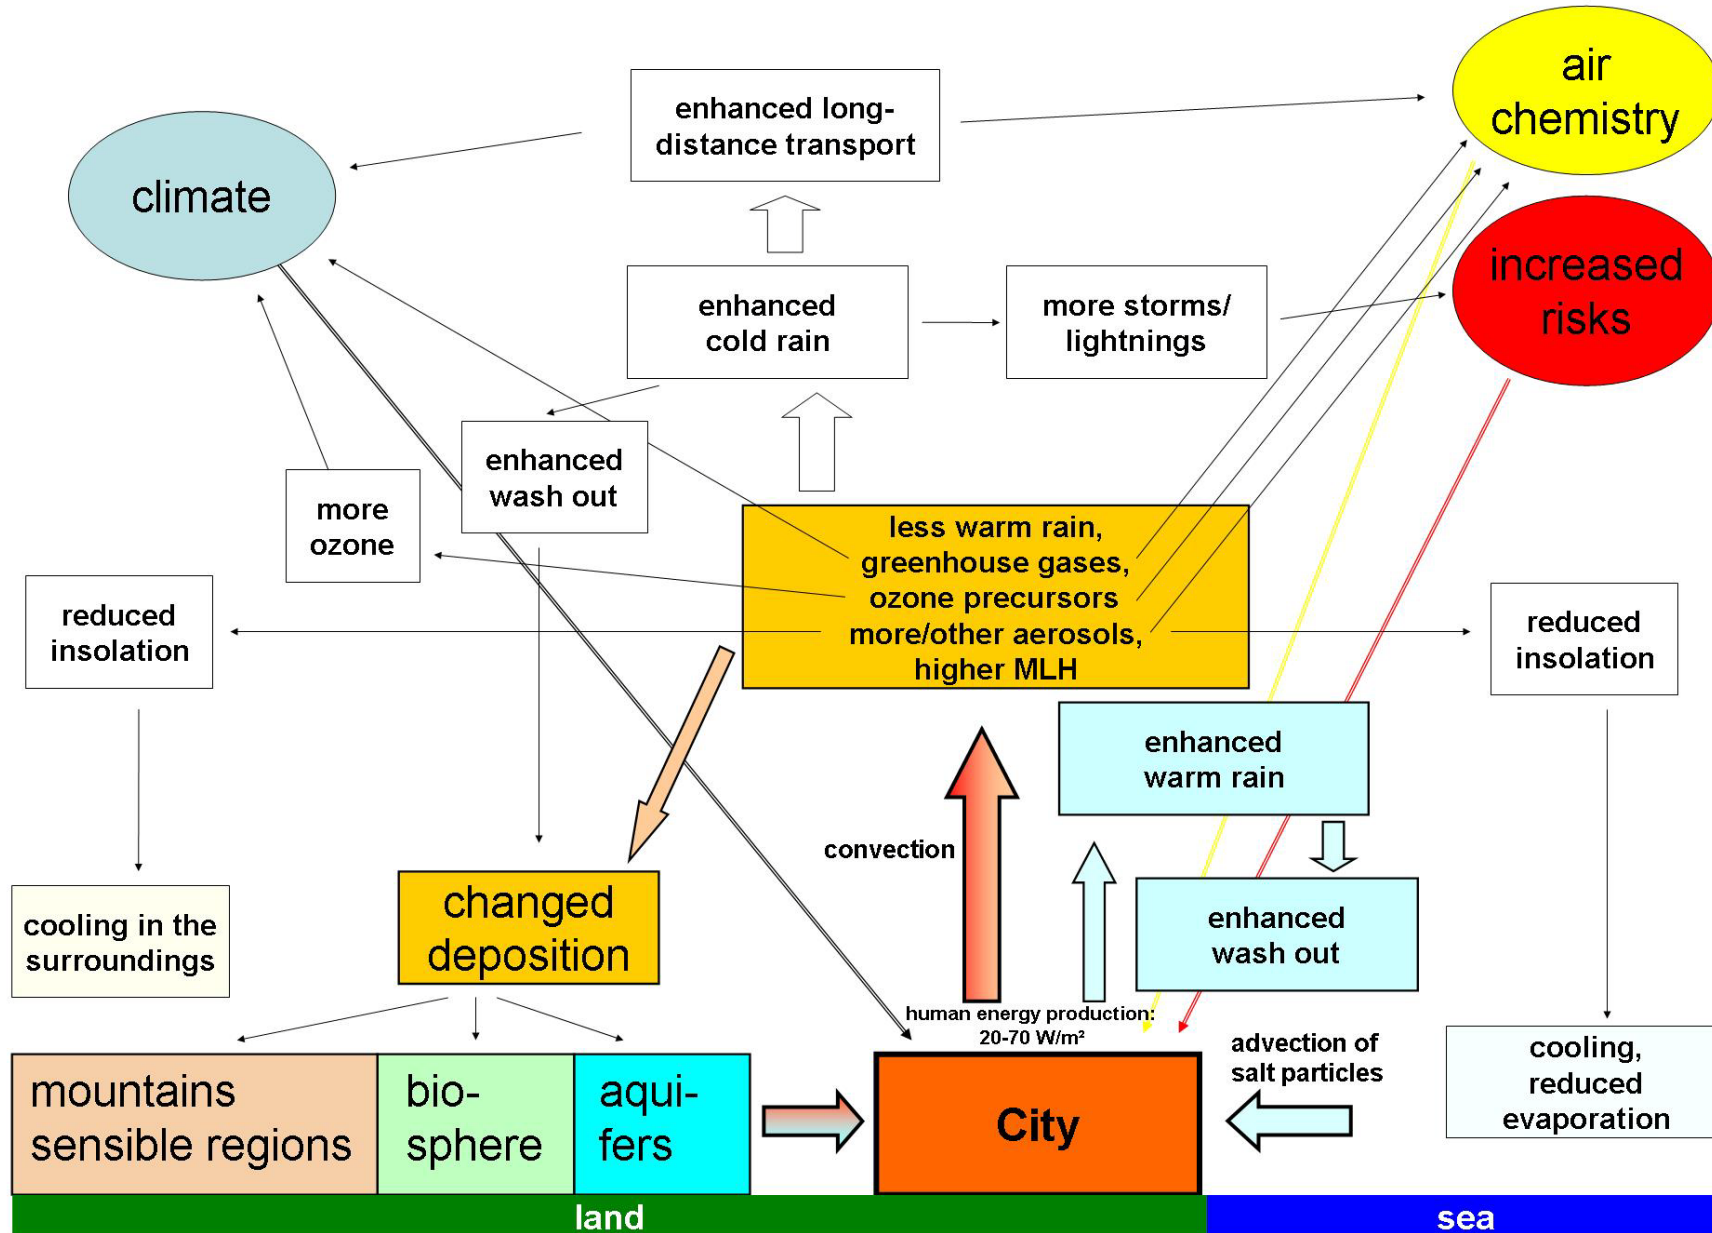 air
chemistry
enhanced long-
distance transport
climate
increased
risks
enhanced
cold rain
more storms/
lightnings
enhanced
wash out
more
ozone
less warm rain,
greenhouse gases,
ozone precursors
more/other aerosols,
higher MLH
reduced
insolation
reduced
insolation
enhanced
warm rain
convection
changed
deposition
enhanced
wash out
cooling in the
surroundings
human energy production:
20-70 W/m²
advection of
salt particles
cooling,
reduced
evaporation
mountains
sensible regions
bio-
sphere
aqui-
fers
City
land
sea